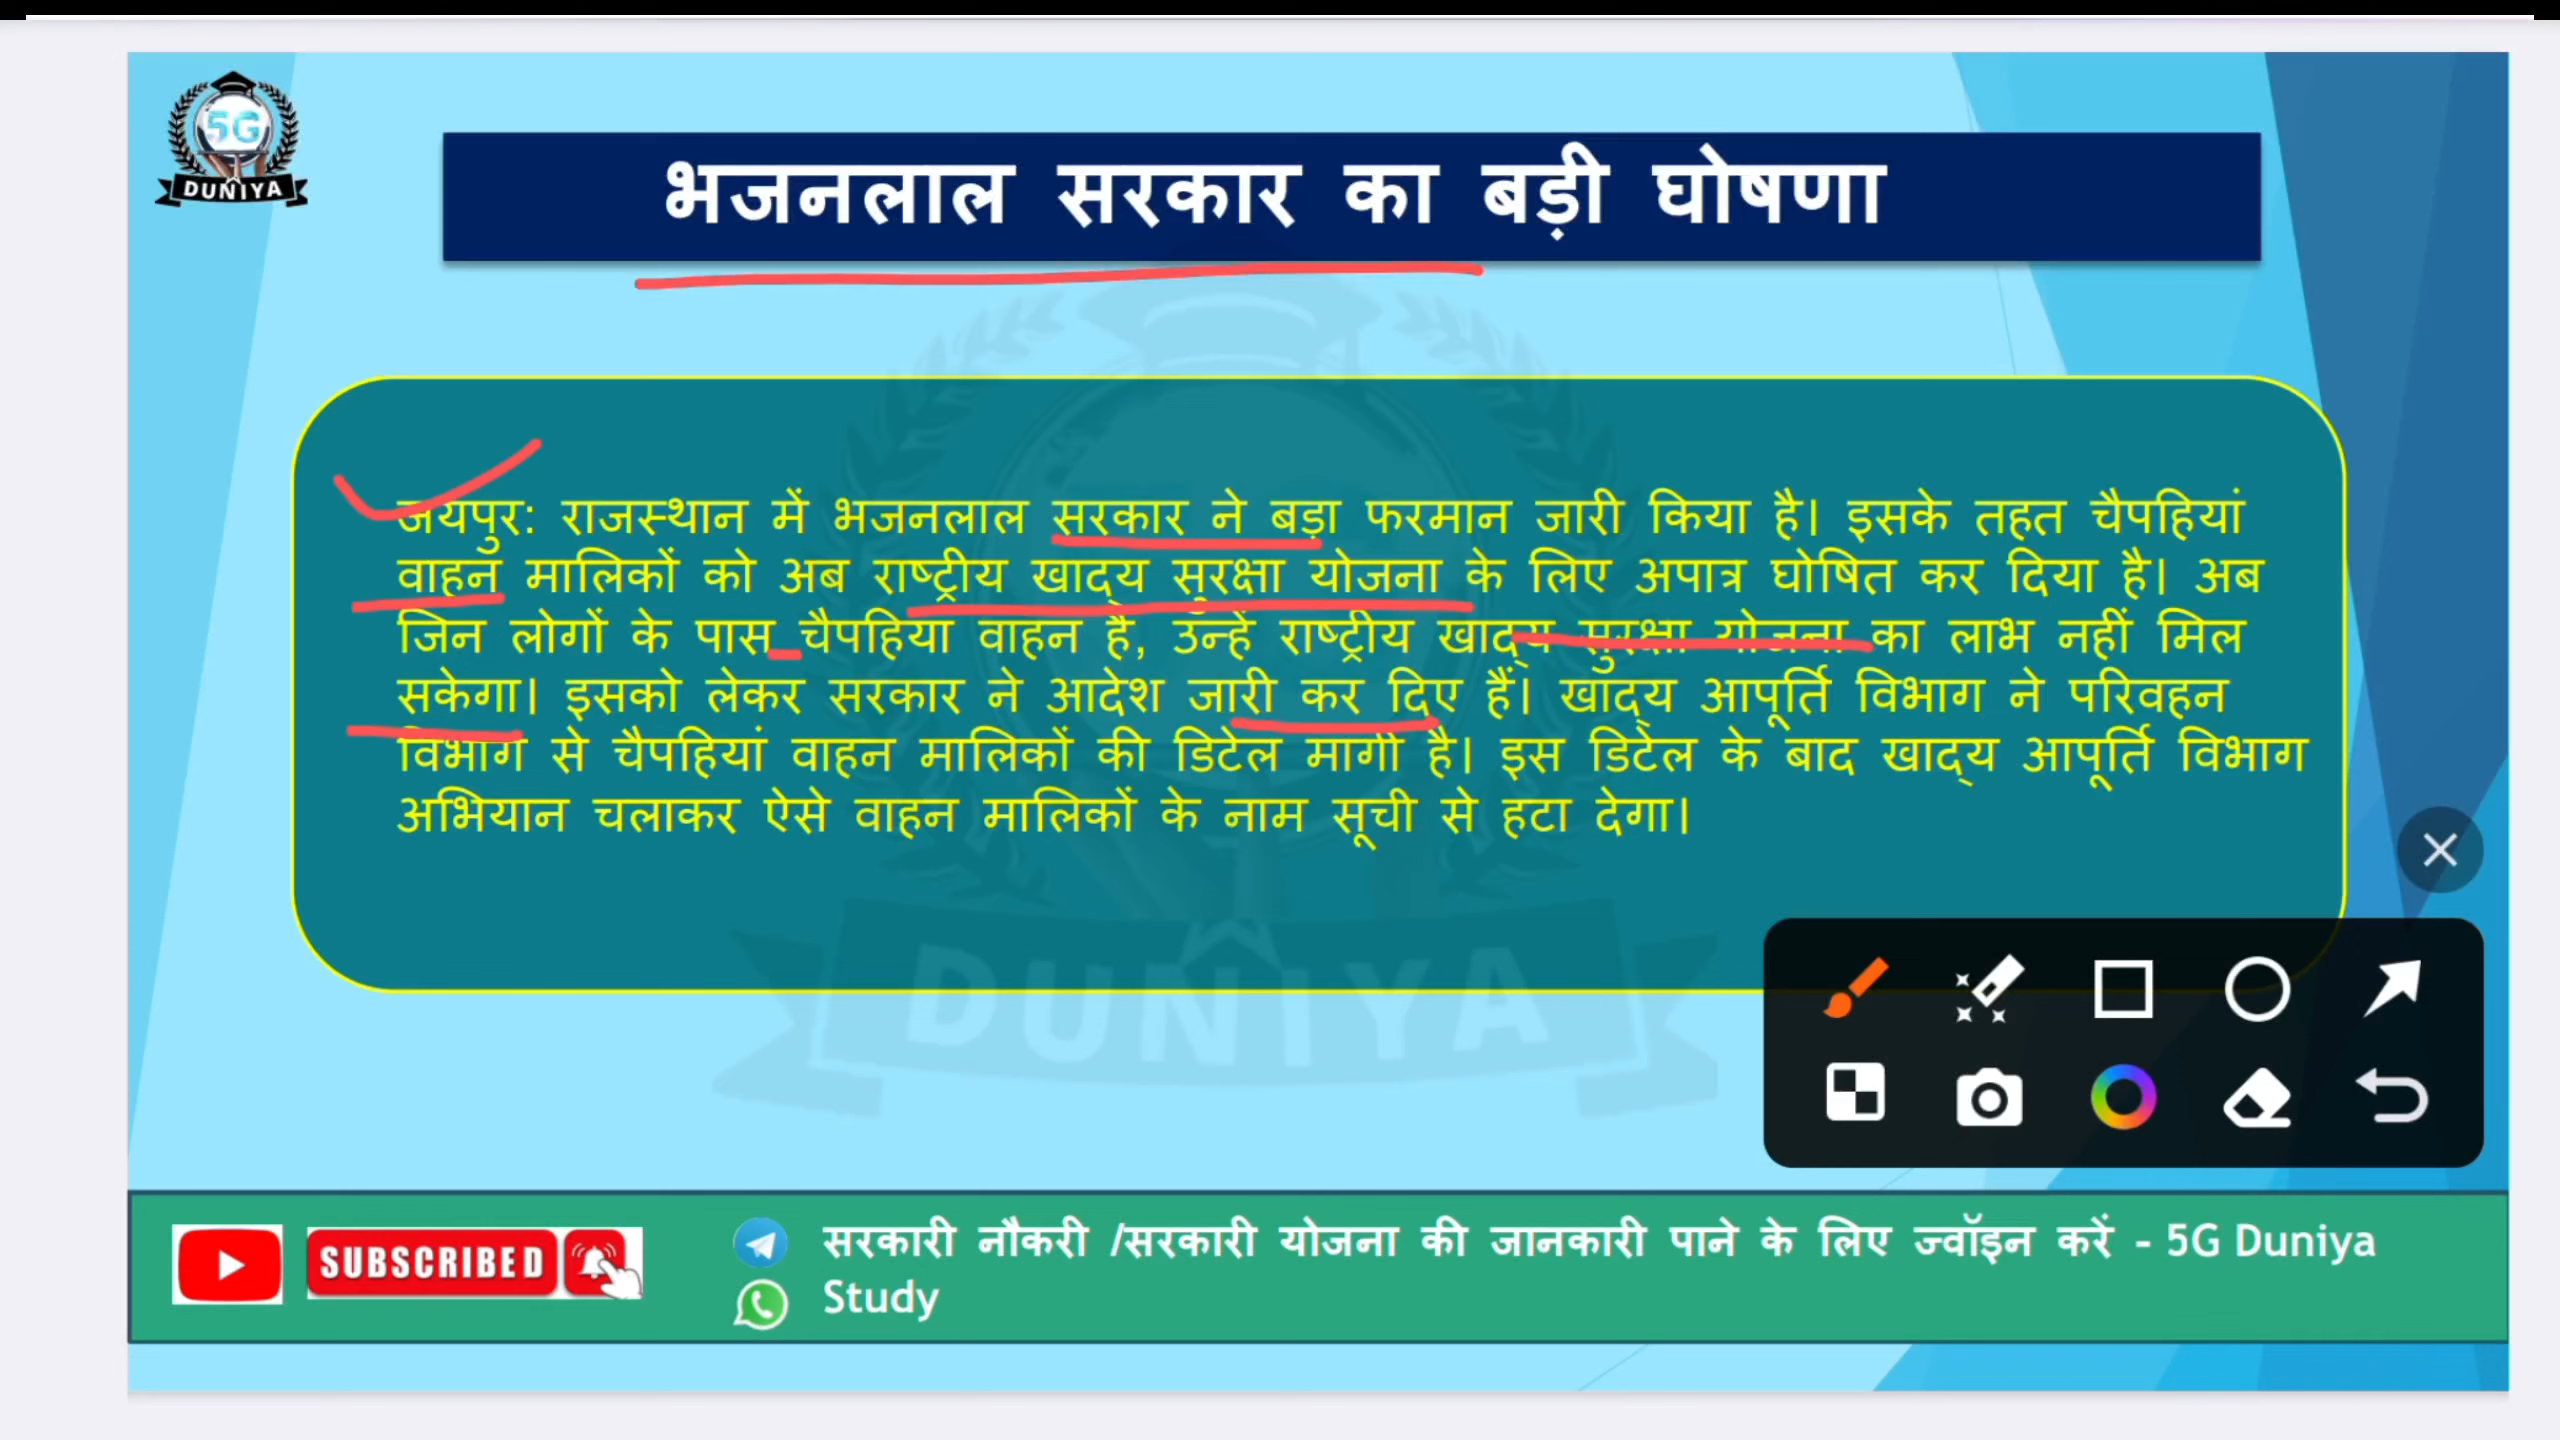 5G
DUNIYA
भजनलाल सरकार का बड़ी घोषणा
जयपुर: राजस्थान में भजनलाल सरकार ने बड़ा फरमान जारी किया है। इसके तहत चैपहियां
वाहन मालिकों को अब राष्ट्रीय खाद्य सुरक्षा योजना के लिए अपात्र घोषित कर दिया है। अब
जिन लोगों के पास चैपहिया वाहन है, उन्हें राष्ट्रीय खाद्य सुरक्षा योजना का लाभ नहीं मिल
सकेगा। इसको लेकर सरकार ने आदेश जारी कर दिए हैं। खाद्य आपूर्ति विभाग ने परिवहन
विभाग से चैपहियां वाहन मालिकों की डिटेल मांगी है। इस डिटेल के बाद खाद्य आपूर्ति विभाग
अभियान चलाकर ऐसे वाहन मालिकों के नाम सूची से हटा देगा।
DUNIYA
SUBSCRIBED
सरकारी नौकरी /सरकारी योजना की जानकारी पाने के लिए ज्वॉइन करें - 5G Duniya
Study